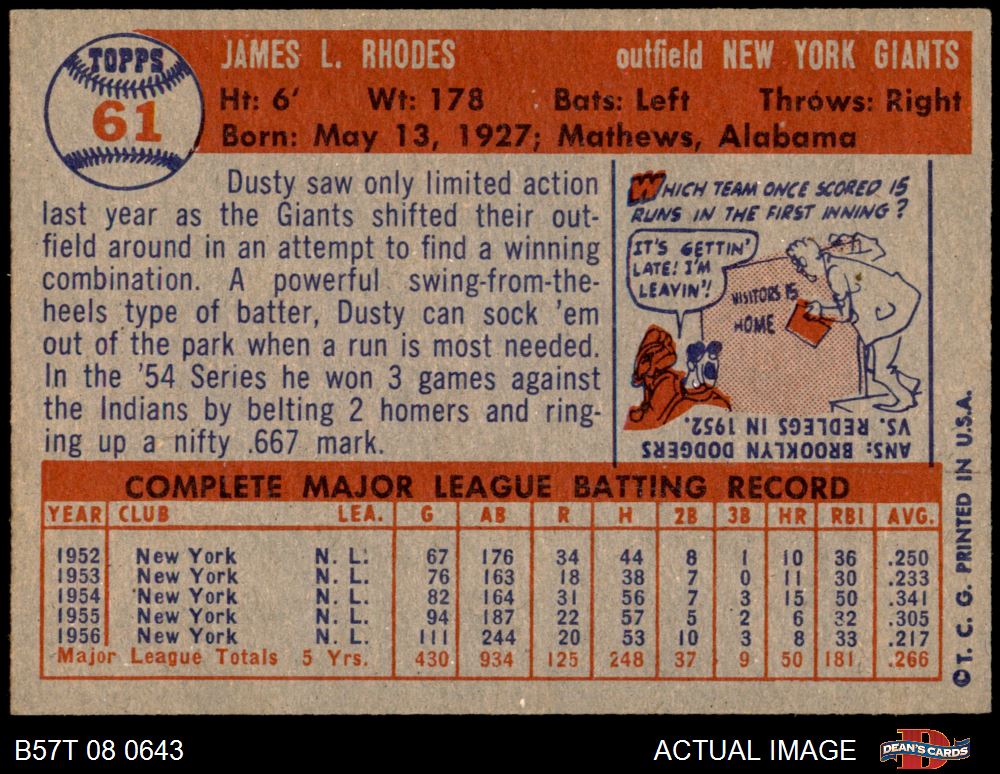 TOPPS
61
JAMES L. RHODES outfield NEW YORK GIANTS
Ht: 6' Wt: 178 Bats: Left Throws: Right
Born: May 13, 1927; Mathews, Alabama
Dusty saw only limited action
last year as the Giants shifted their out-
field around in an attempt to find a winning
combination. A powerful swing-from-the-
heels type of batter, Dusty can sock 'em
out of the park when a run is most needed.
In the '54 Series he won 3 games against
the Indians by belting 2 homers and ring-
ing up a nifty .667 mark.
WHICH TEAM ONCE SCORED 15
RUNS IN THE FIRST INNING?
IT'S GETTIN'
LATE! I'M
LEAVIN'!
VISITORS 15
HOME
ANS: BROOKLYN DODGERS
VS. REDLEGS IN 1952.
COMPLETE MAJOR LEAGUE BATTING RECORD
YEAR CLUB LEA. G AB R H 2B 3B HR RBI AVG.
1952 New York N. L. 67 176 34 44 8 1 10 36 .250
1953 New York N. L. 76 163 18 38 7 0 11 30 .233
1954 New York N. L. 82 164 31 56 7 3 15 50 .341
1955 New York N. L. 94 187 22 57 5 2 6 32 .305
1956 New York N. L. 111 244 20 53 10 3 8 33 .217
Major League Totals 5 Yrs. 430 934 125 248 37 9 50 181 .266
©T. C. G. PRINTED IN U.S.A.
B57T 08 0643 ACTUAL IMAGE DEAN'S CARDS